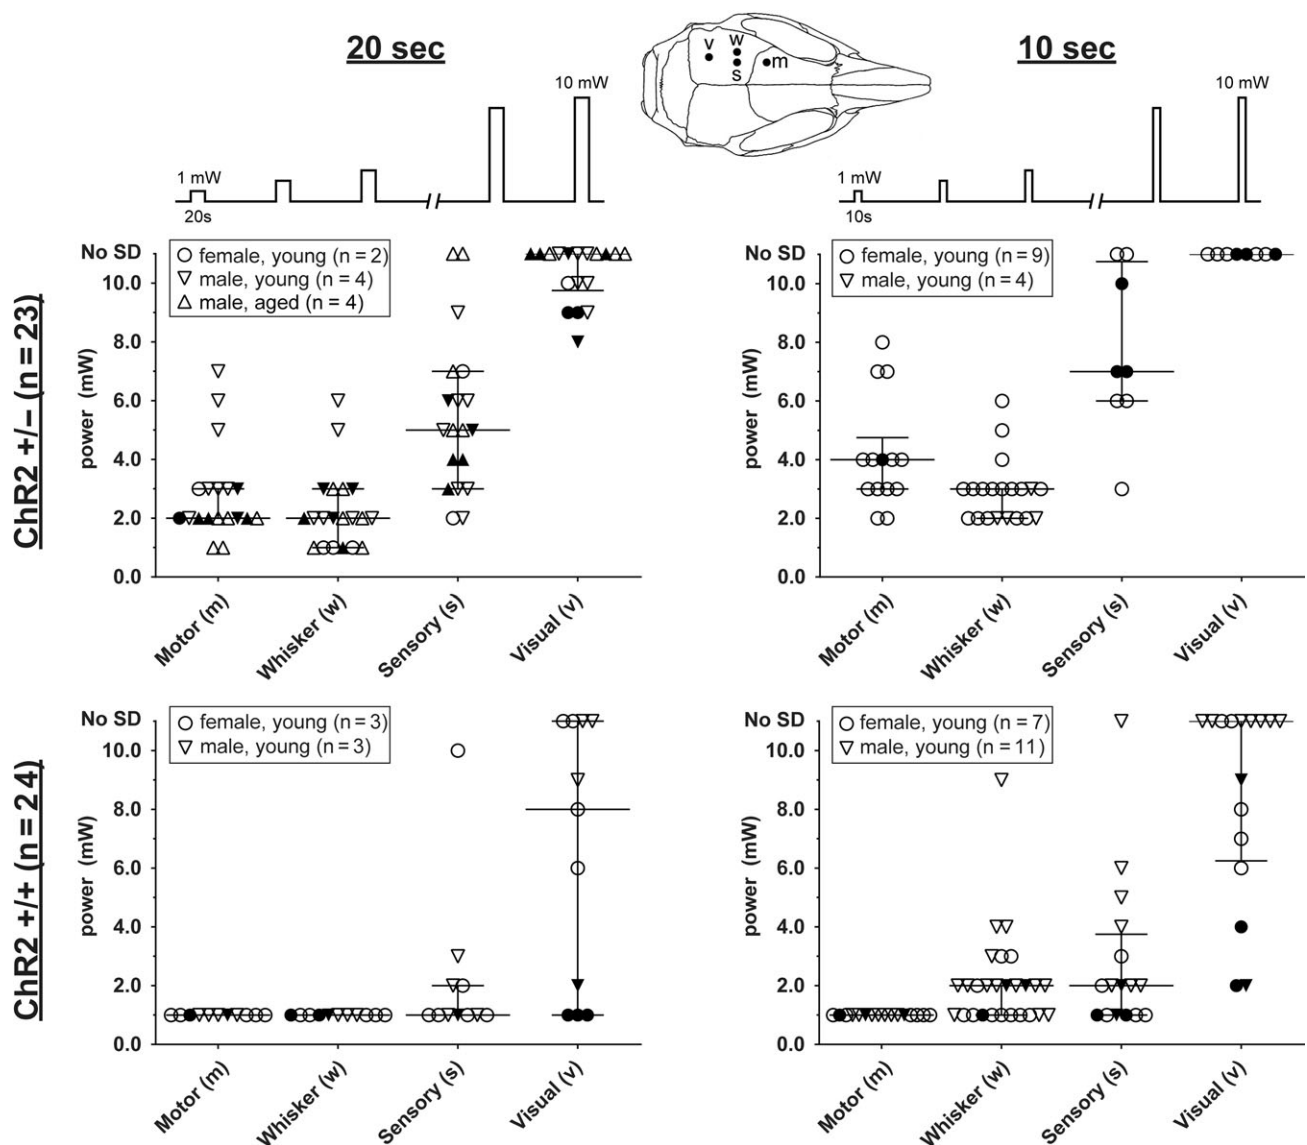 20 sec
10 sec
v
w
s
m
1 mW
10 mW
20s
1 mW
10 mW
10s
ChR2 +/– (n = 23)
No SD
10.0
8.0
6.0
4.0
2.0
0.0
power (mW)
female, young (n = 2)
male, young (n = 4)
male, aged (n = 4)
Motor (m)
Whisker (w)
Sensory (s)
Visual (v)
No SD
10.0
8.0
6.0
4.0
2.0
0.0
power (mW)
female, young (n = 9)
male, young (n = 4)
Motor (m)
Whisker (w)
Sensory (s)
Visual (v)
ChR2 +/+ (n = 24)
No SD
10.0
8.0
6.0
4.0
2.0
0.0
power (mW)
female, young (n = 3)
male, young (n = 3)
Motor (m)
Whisker (w)
Sensory (s)
Visual (v)
No SD
10.0
8.0
6.0
4.0
2.0
0.0
power (mW)
female, young (n = 7)
male, young (n = 11)
Motor (m)
Whisker (w)
Sensory (s)
Visual (v)